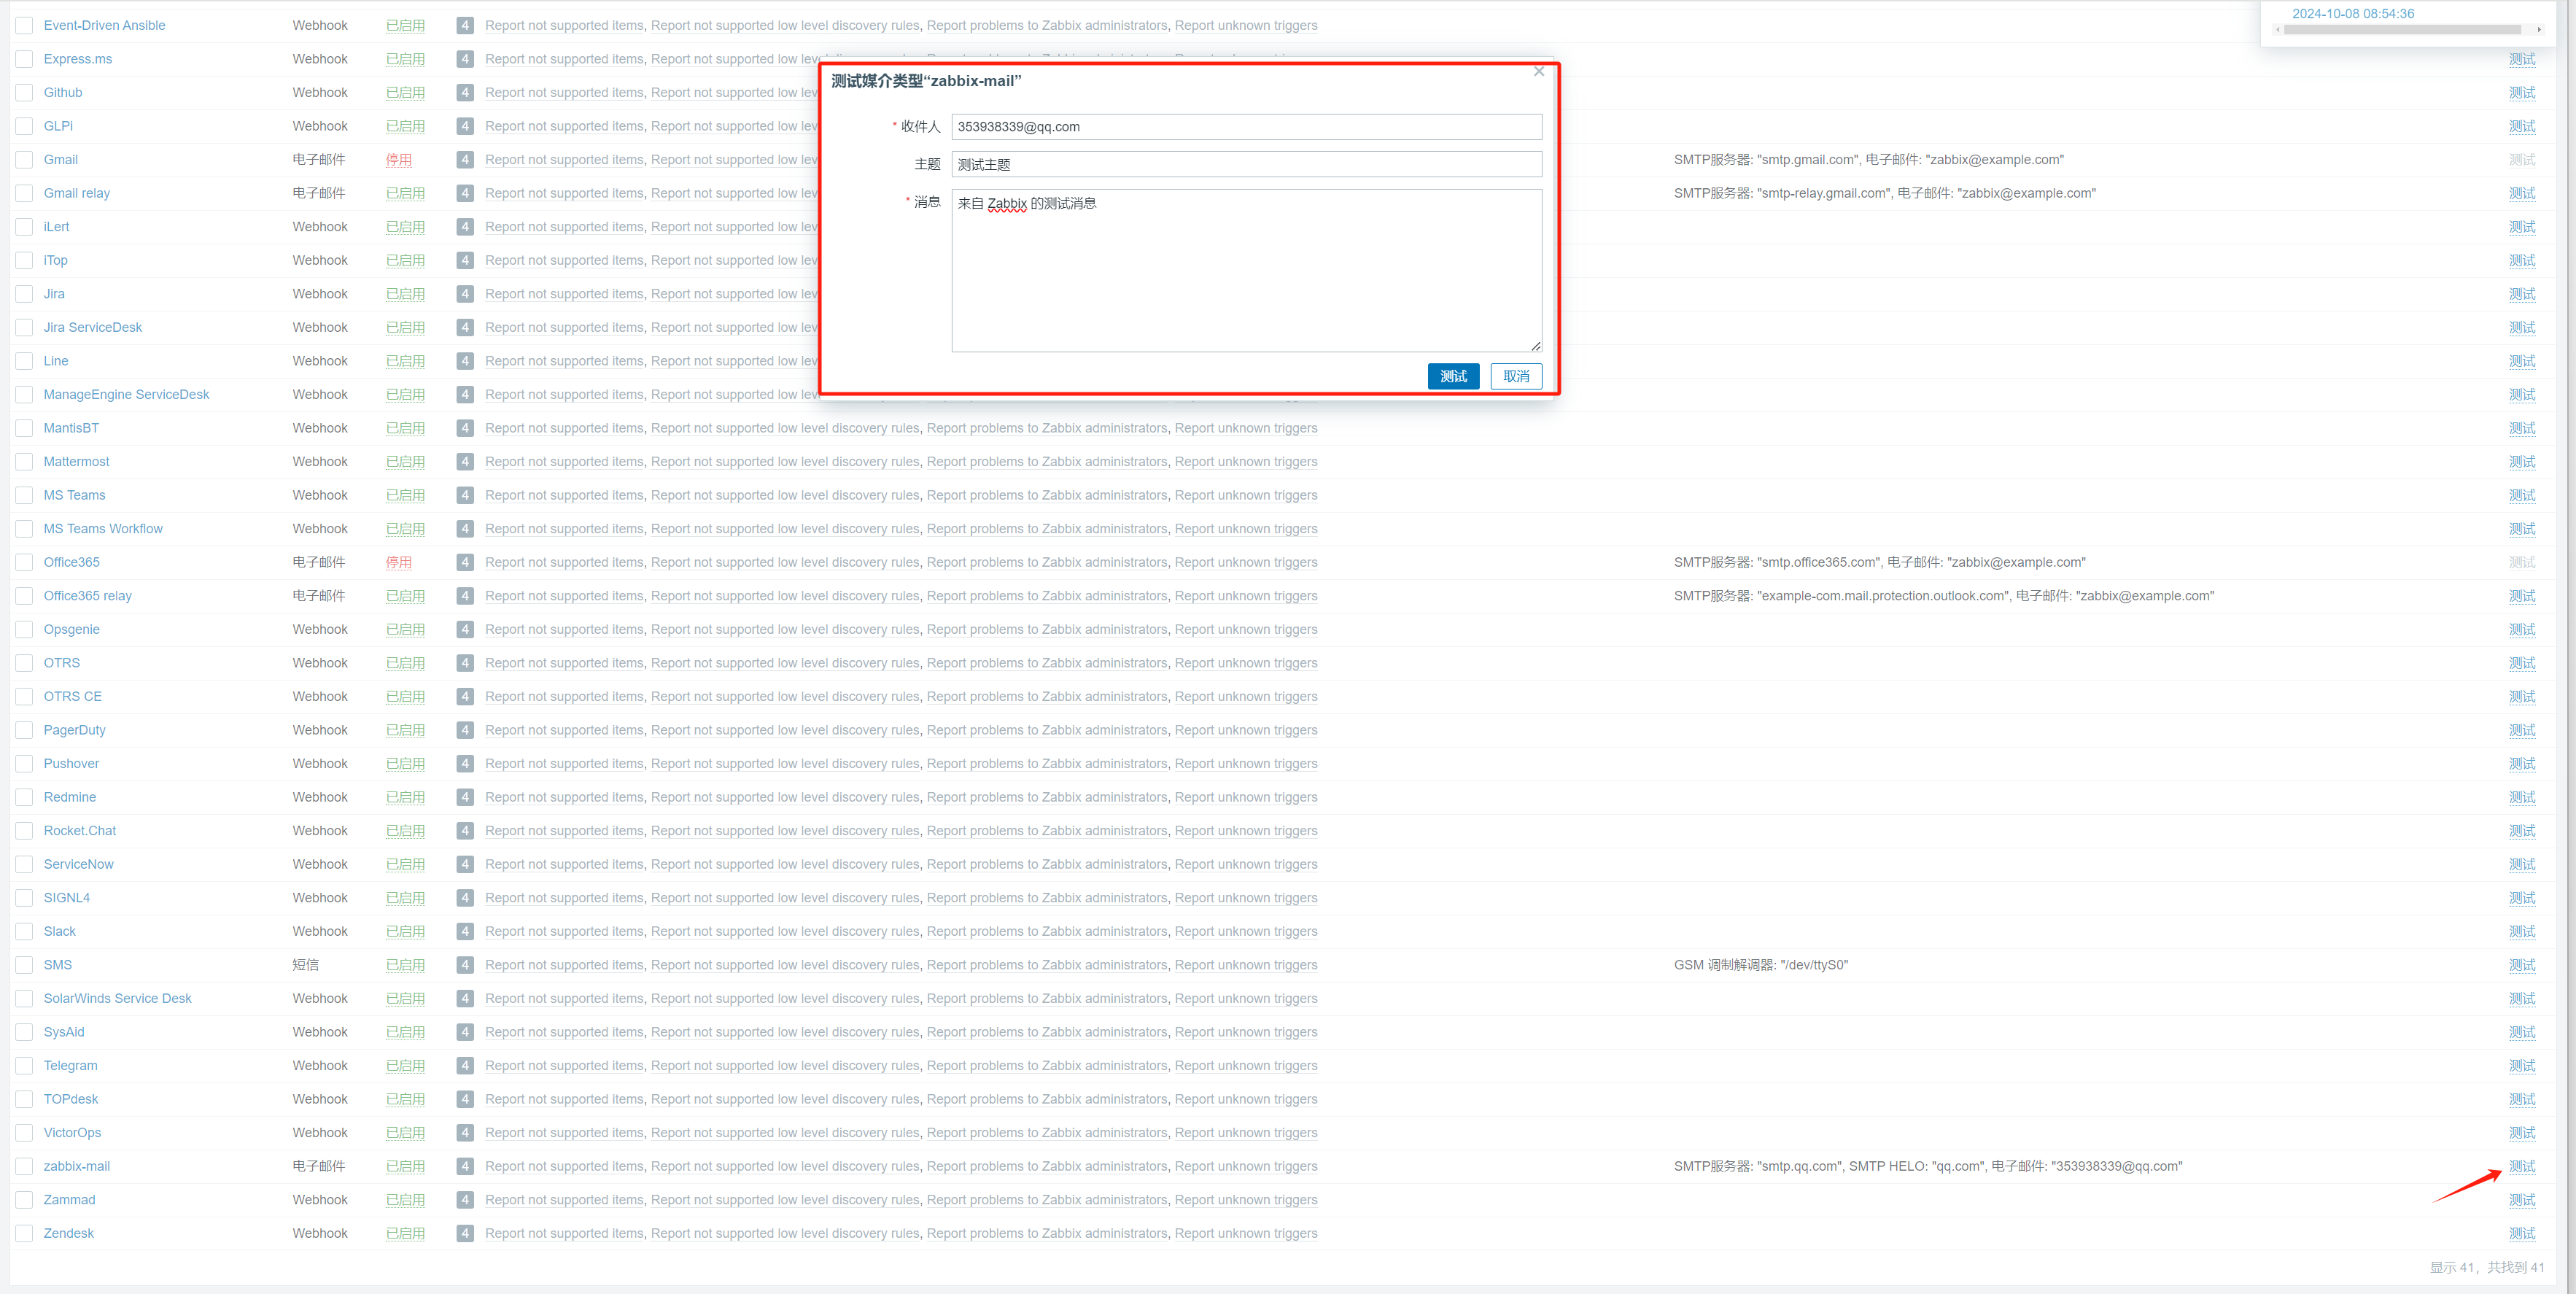 2024-10-08 08:54:36
Event-Driven Ansible Webhook 已启用 4 Report not supported items, Report not supported low level discovery rules, Report problems to Zabbix administrators, Report unknown triggers
Express.ms Webhook 已启用 4 Report not supported items, Report not supported low 测试
测试媒介类型“zabbix-mail”
Github Webhook 已启用 4 Report not supported items, Report not supported low lev 测试
* 收件人 353938339@qq.com
GLPi Webhook 已启用 4 Report not supported items, Report not supported low lev 测试
主题 测试主题
Gmail 电子邮件 停用 4 Report not supported items, Report not supported low lev SMTP服务器: "smtp.gmail.com", 电子邮件: "zabbix@example.com" 测试
Gmail relay 电子邮件 已启用 4 Report not supported items, Report not supported low lev SMTP服务器: "smtp-relay.gmail.com", 电子邮件: "zabbix@example.com" 测试
* 消息 来自 Zabbix 的测试消息
iLert Webhook 已启用 4 Report not supported items, Report not supported low lev 测试
iTop Webhook 已启用 4 Report not supported items, Report not supported low lev 测试
Jira Webhook 已启用 4 Report not supported items, Report not supported low lev 测试
Jira ServiceDesk Webhook 已启用 4 Report not supported items, Report not supported low lev 测试
Line Webhook 已启用 4 Report not supported items, Report not supported low lev 测试
测试 取消
ManageEngine ServiceDesk Webhook 已启用 4 Report not supported items, Report not supported low lev 测试
MantisBT Webhook 已启用 4 Report not supported items, Report not supported low level discovery rules, Report problems to Zabbix administrators, Report unknown triggers 测试
Mattermost Webhook 已启用 4 Report not supported items, Report not supported low level discovery rules, Report problems to Zabbix administrators, Report unknown triggers 测试
MS Teams Webhook 已启用 4 Report not supported items, Report not supported low level discovery rules, Report problems to Zabbix administrators, Report unknown triggers 测试
MS Teams Workflow Webhook 已启用 4 Report not supported items, Report not supported low level discovery rules, Report problems to Zabbix administrators, Report unknown triggers 测试
Office365 电子邮件 停用 4 Report not supported items, Report not supported low level discovery rules, Report problems to Zabbix administrators, Report unknown triggers SMTP服务器: "smtp.office365.com", 电子邮件: "zabbix@example.com" 测试
Office365 relay 电子邮件 已启用 4 Report not supported items, Report not supported low level discovery rules, Report problems to Zabbix administrators, Report unknown triggers SMTP服务器: "example-com.mail.protection.outlook.com", 电子邮件: "zabbix@example.com" 测试
Opsgenie Webhook 已启用 4 Report not supported items, Report not supported low level discovery rules, Report problems to Zabbix administrators, Report unknown triggers 测试
OTRS Webhook 已启用 4 Report not supported items, Report not supported low level discovery rules, Report problems to Zabbix administrators, Report unknown triggers 测试
OTRS CE Webhook 已启用 4 Report not supported items, Report not supported low level discovery rules, Report problems to Zabbix administrators, Report unknown triggers 测试
PagerDuty Webhook 已启用 4 Report not supported items, Report not supported low level discovery rules, Report problems to Zabbix administrators, Report unknown triggers 测试
Pushover Webhook 已启用 4 Report not supported items, Report not supported low level discovery rules, Report problems to Zabbix administrators, Report unknown triggers 测试
Redmine Webhook 已启用 4 Report not supported items, Report not supported low level discovery rules, Report problems to Zabbix administrators, Report unknown triggers 测试
Rocket.Chat Webhook 已启用 4 Report not supported items, Report not supported low level discovery rules, Report problems to Zabbix administrators, Report unknown triggers 测试
ServiceNow Webhook 已启用 4 Report not supported items, Report not supported low level discovery rules, Report problems to Zabbix administrators, Report unknown triggers 测试
SIGNL4 Webhook 已启用 4 Report not supported items, Report not supported low level discovery rules, Report problems to Zabbix administrators, Report unknown triggers 测试
Slack Webhook 已启用 4 Report not supported items, Report not supported low level discovery rules, Report problems to Zabbix administrators, Report unknown triggers 测试
SMS 短信 已启用 4 Report not supported items, Report not supported low level discovery rules, Report problems to Zabbix administrators, Report unknown triggers GSM 调制解调器: "/dev/ttyS0" 测试
SolarWinds Service Desk Webhook 已启用 4 Report not supported items, Report not supported low level discovery rules, Report problems to Zabbix administrators, Report unknown triggers 测试
SysAid Webhook 已启用 4 Report not supported items, Report not supported low level discovery rules, Report problems to Zabbix administrators, Report unknown triggers 测试
Telegram Webhook 已启用 4 Report not supported items, Report not supported low level discovery rules, Report problems to Zabbix administrators, Report unknown triggers 测试
TOPdesk Webhook 已启用 4 Report not supported items, Report not supported low level discovery rules, Report problems to Zabbix administrators, Report unknown triggers 测试
VictorOps Webhook 已启用 4 Report not supported items, Report not supported low level discovery rules, Report problems to Zabbix administrators, Report unknown triggers 测试
zabbix-mail 电子邮件 已启用 4 Report not supported items, Report not supported low level discovery rules, Report problems to Zabbix administrators, Report unknown triggers SMTP服务器: "smtp.qq.com", SMTP HELO: "qq.com", 电子邮件: "353938339@qq.com" 测试
Zammad Webhook 已启用 4 Report not supported items, Report not supported low level discovery rules, Report problems to Zabbix administrators, Report unknown triggers 测试
Zendesk Webhook 已启用 4 Report not supported items, Report not supported low level discovery rules, Report problems to Zabbix administrators, Report unknown triggers 测试
显示 41，共找到 41